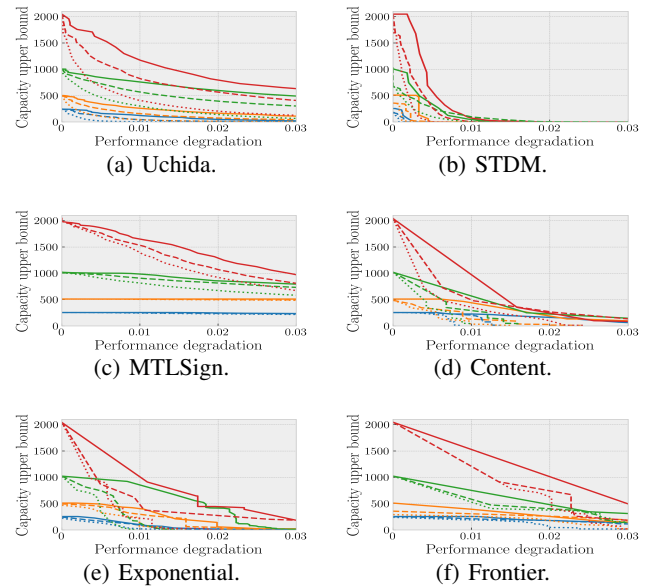 Capacity upper bound
2000
1500
1000
500
0
0 0.01 0.02 0.03
Performance degradation
(a) Uchida.
Capacity upper bound
2000
1500
1000
500
0
0 0.01 0.02 0.03
Performance degradation
(b) STDM.
Capacity upper bound
2000
1500
1000
500
0
0 0.01 0.02 0.03
Performance degradation
(c) MTLSign.
Capacity upper bound
2000
1500
1000
500
0
0 0.01 0.02 0.03
Performance degradation
(d) Content.
Capacity upper bound
2000
1500
1000
500
0
0 0.01 0.02 0.03
Performance degradation
(e) Exponential.
Capacity upper bound
2000
1500
1000
500
0
0 0.01 0.02 0.03
Performance degradation
(f) Frontier.